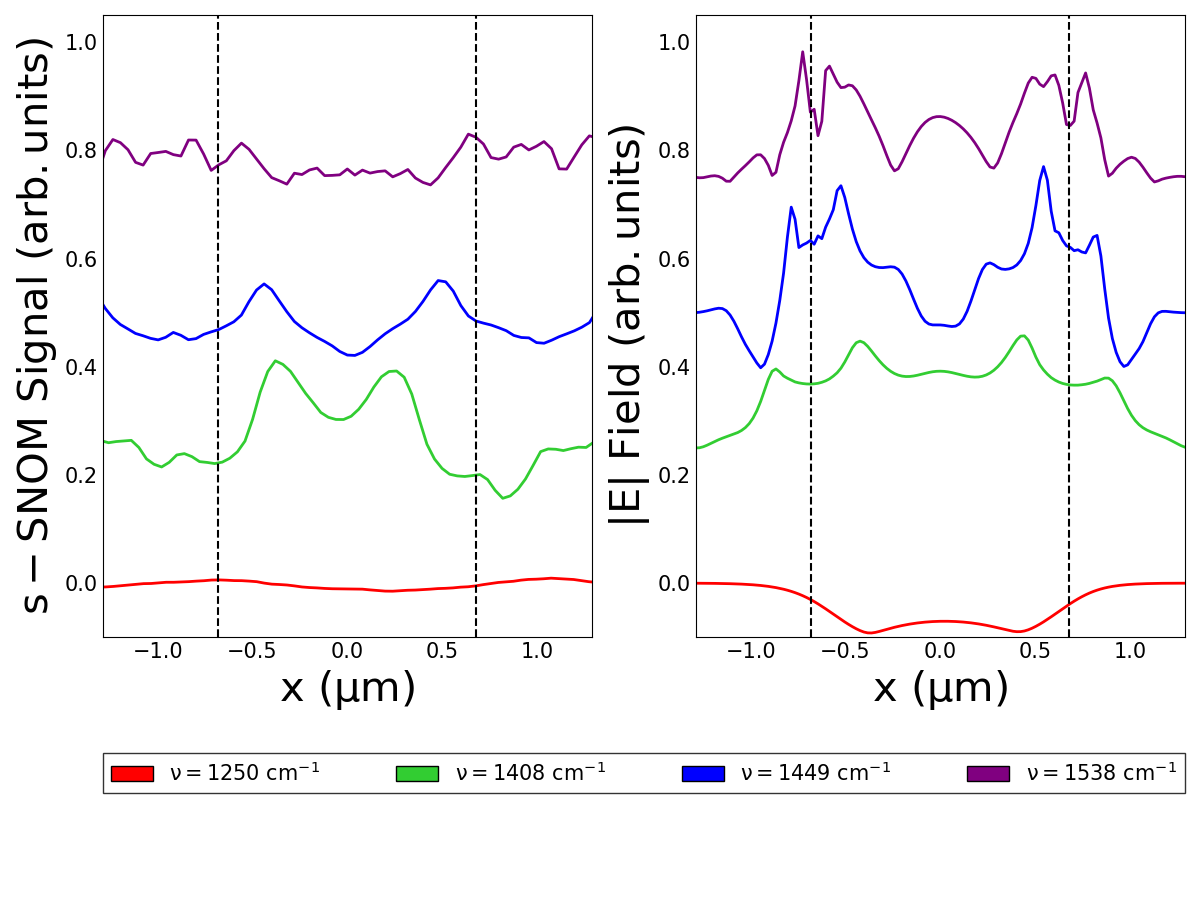 s − SNOM Signal (arb. units)
1.0
0.8
0.6
0.4
0.2
0.0
−1.0 −0.5 0.0 0.5 1.0
x (μm)
|E| Field (arb. units)
1.0
0.8
0.6
0.4
0.2
0.0
−1.0 −0.5 0.0 0.5 1.0
x (μm)
ν = 1250 cm⁻¹ ν = 1408 cm⁻¹ ν = 1449 cm⁻¹ ν = 1538 cm⁻¹